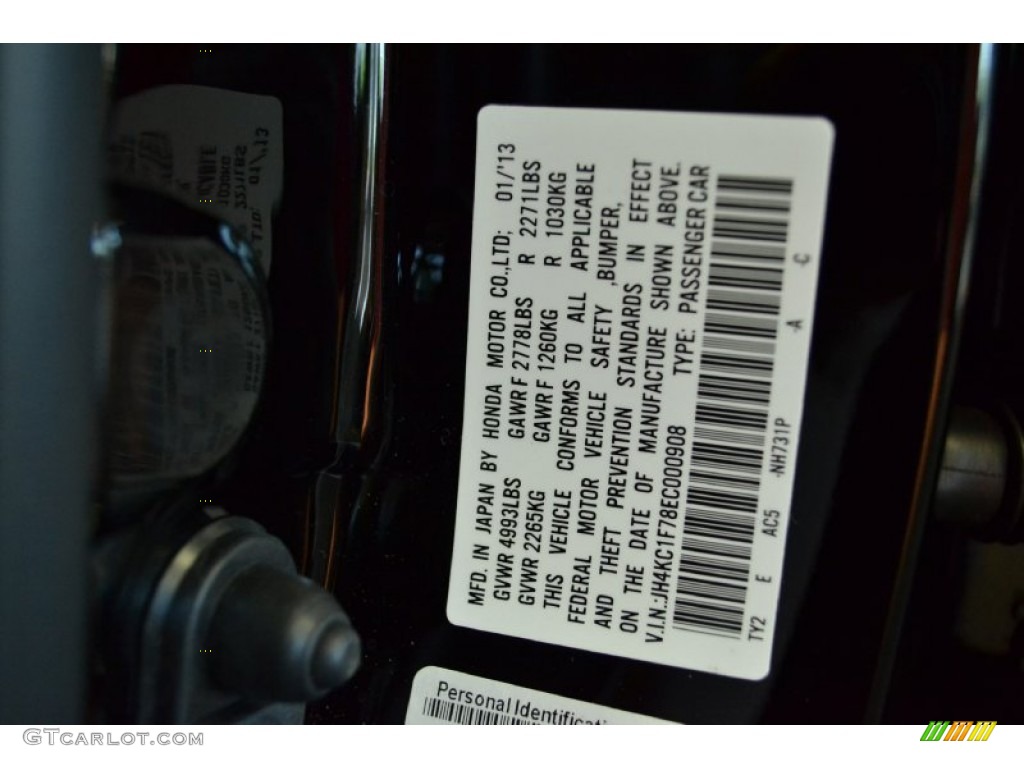 MFD. IN JAPAN BY HONDA MOTOR CO.,LTD; 01/'13
GVWR 4993LBS GAWR F 2778LBS R 2271LBS
GVWR 2265KG GAWR F 1260KG R 1030KG
THIS VEHICLE CONFORMS TO ALL APPLICABLE
FEDERAL MOTOR VEHICLE SAFETY ,BUMPER,
AND THEFT PREVENTION STANDARDS IN EFFECT
ON THE DATE OF MANUFACTURE SHOWN ABOVE.
V.I.N.:JH4KC1F78EC000908 TYPE: PASSENGER CAR
TY2 E AC5 -NH731P -A -C
Personal Identificati
GTCARLOT.COM